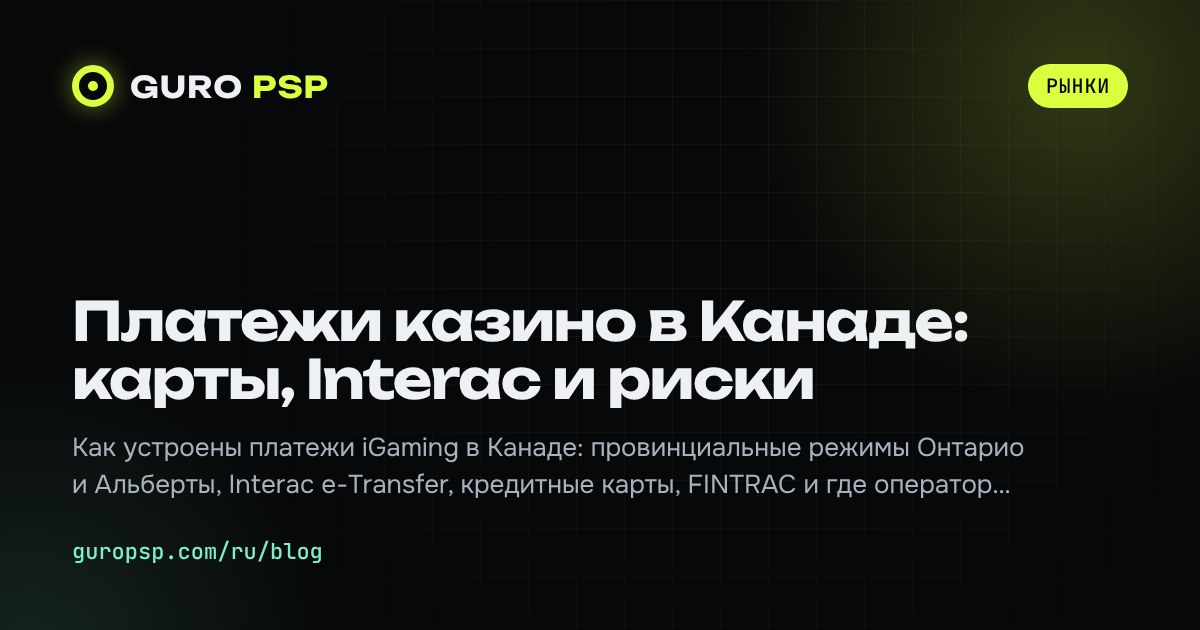 GURO PSP
РЫНКИ
Платежи казино в Канаде:
карты, Interac и риски
Как устроены платежи iGaming в Канаде: провинциальные режимы Онтарио
и Альберты, Interac e-Transfer, кредитные карты, FINTRAC и где оператор...
guropsp.com/ru/blog